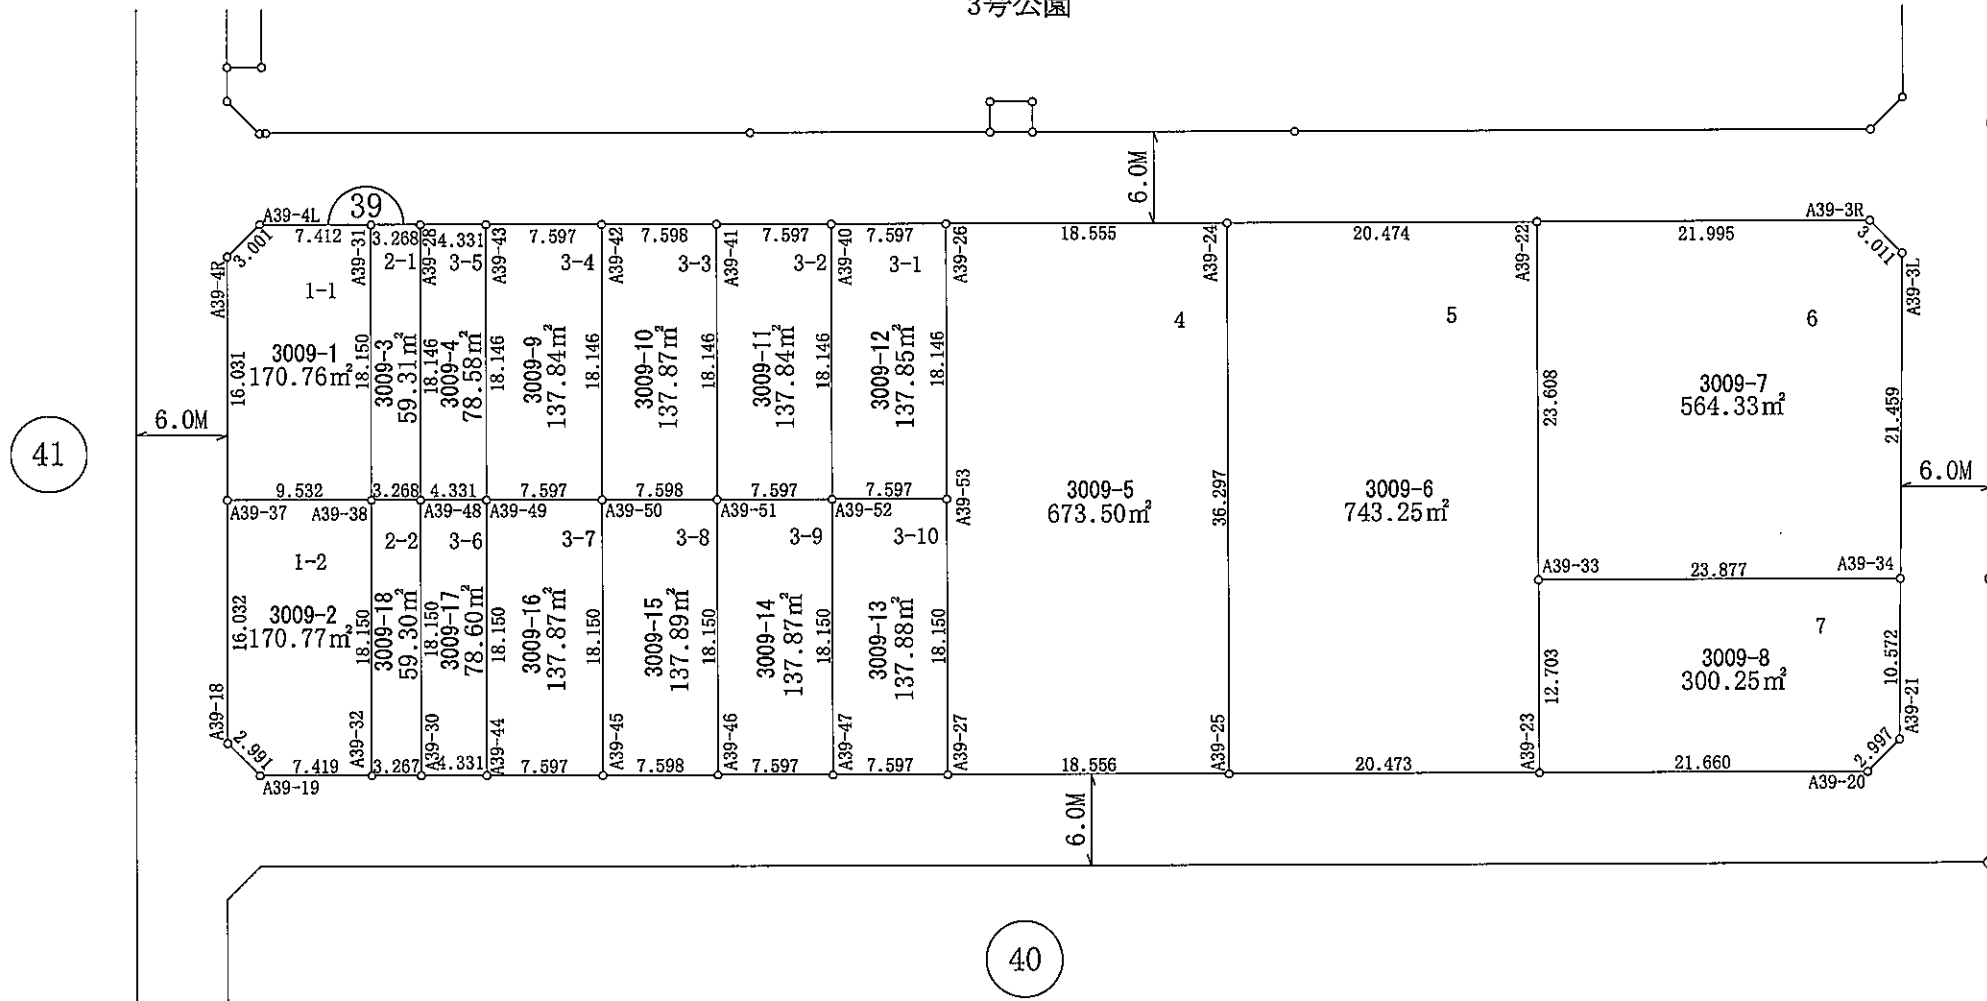 3号公園
6.0M
39
A39-4L
7.412
A39-31
3.268
A39-28
4.331
A39-43
7.597
A39-42
7.598
A39-41
7.597
A39-40
7.597
A39-26
18.555
A39-24
20.474
A39-22
21.995
A39-3R
3.011
A39-3L
3.001
A39-4R
1-1
2-1
3-5
3-4
3-3
3-2
3-1
4
5
6
16.031
3009-1
170.76㎡
18.150
3009-3
59.31㎡
18.146
3009-4
78.58㎡
18.146
3009-9
137.84㎡
18.146
3009-10
137.87㎡
18.146
3009-11
137.84㎡
18.146
3009-12
137.85㎡
18.146
23.608
3009-7
564.33㎡
21.459
41
6.0M
6.0M
9.532
3.268
4.331
7.597
7.598
7.597
7.597
A39-53
A39-37
A39-38
A39-48
A39-49
A39-50
A39-51
A39-52
3009-5
673.50㎡
36.297
3009-6
743.25㎡
1-2
2-2
3-6
3-7
3-8
3-9
3-10
A39-33
23.877
A39-34
16.032
3009-2
170.77㎡
18.150
3009-18
59.30㎡
18.150
3009-17
78.60㎡
18.150
3009-16
137.87㎡
18.150
3009-15
137.89㎡
18.150
3009-14
137.87㎡
18.150
3009-13
137.88㎡
18.150
12.703
7
3009-8
300.25㎡
10.572
A39-18
2.991
A39-19
7.419
A39-32
3.267
A39-30
4.331
A39-44
7.597
A39-45
7.598
A39-46
7.597
A39-47
7.597
A39-27
18.556
A39-25
20.473
A39-23
21.660
A39-20
2.997
A39-21
6.0M
40